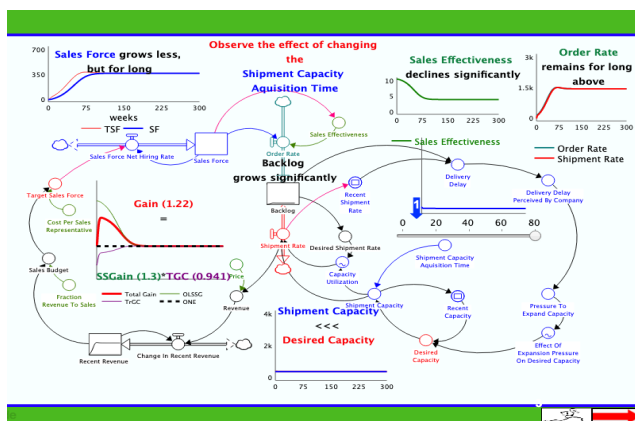 Observe the effect of changing
the
Shipment Capacity
Aquisition Time
Sales Force grows less,
but for long
700
350
0
0 75 150 225 300
weeks
TSF SF
Sales Effectiveness
declines significantly
10
5
0
0 75 150 225 300
Sales Effectiveness
Order Rate
remains for long
above
3k
1.5k
0
0 75 150 225 300
Order Rate
Shipment Rate
Sales Force Net Hiring Rate
Sales Force
Order Rate
Sales Effectiveness
Backlog
grows significantly
Backlog
Recent
Shipment
Rate
Delivery
Delay
Delivery Delay
Perceived By Company
Target Sales Force
Cost Per Sales
Representative
Sales Budget
Fraction
Revenue To Sales
Gain (1.22)
SSGain (1.3)*TGC (0.941)
Total Gain OLSSG
TrGC ONE
Price
Revenue
Shipment Rate
Desired Shipment Rate
Capacity
Utilization
1
0 20 40 60 80
Shipment Capacity
Aquisition Time
Shipment Capacity
Recent
Capacity
Pressure To
Expand Capacity
Effect Of
Expansion Pressure
On Desired Capacity
Desired
Capacity
Recent Revenue
Change In Recent Revenue
Shipment Capacity
<<<
Desired Capacity
4k
2k
0
0 75 150 225 300